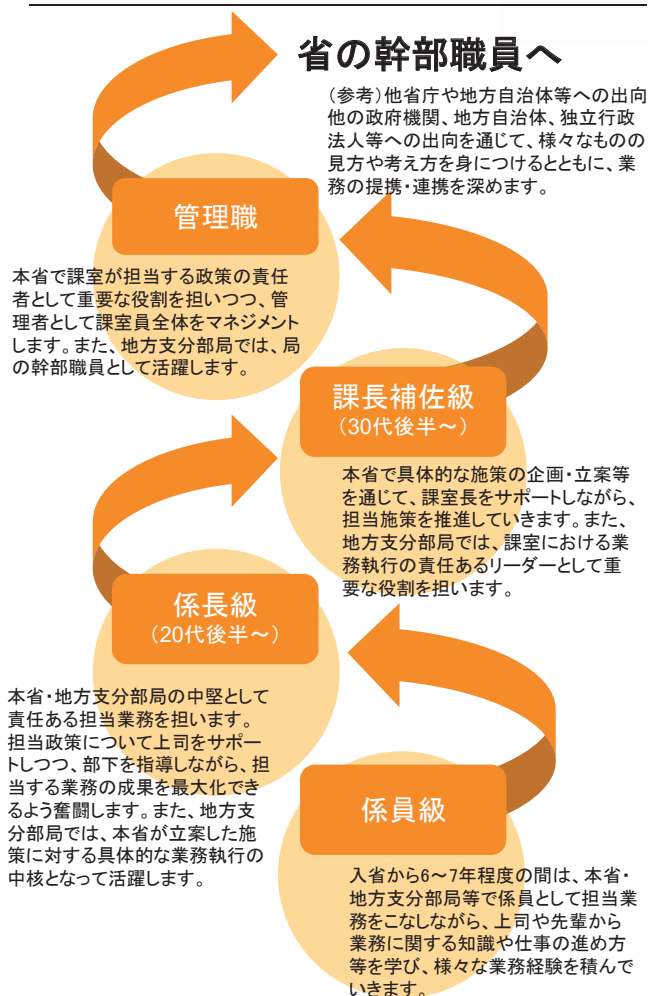 省の幹部職員へ
（参考）他省庁や地方自治体等への出向
他の政府機関、地方自治体、独立行政
法人等への出向を通じて、様々なものの
見方や考え方を身につけるとともに、業
務の提携・連携を深めます。
管理職
本省で課室が担当する政策の責任
者として重要な役割を担いつつ、管
理者として課室員全体をマネジメント
します。また、地方支分部局では、局
の幹部職員として活躍します。
課長補佐級
（30代後半～）
本省で具体的な施策の企画・立案等
を通じて、課室長をサポートしながら、
担当施策を推進していきます。また、
地方支分部局では、課室における業
務執行の責任あるリーダーとして重
要な役割を担います。
係長級
（20代後半～）
本省・地方支分部局の中堅として
責任ある担当業務を担います。
担当政策について上司をサポー
トしつつ、部下を指導しながら、担
当する業務の成果を最大化でき
るよう奮闘します。また、地方支
分部局では、本省が立案した施
策に対する具体的な業務執行の
中核となって活躍します。
係員級
入省から6～7年程度の間は、本省・
地方支分部局等で係員として担当業
務をこなしながら、上司や先輩から
業務に関する知識や仕事の進め方
等を学び、様々な業務経験を積んで
いきます。